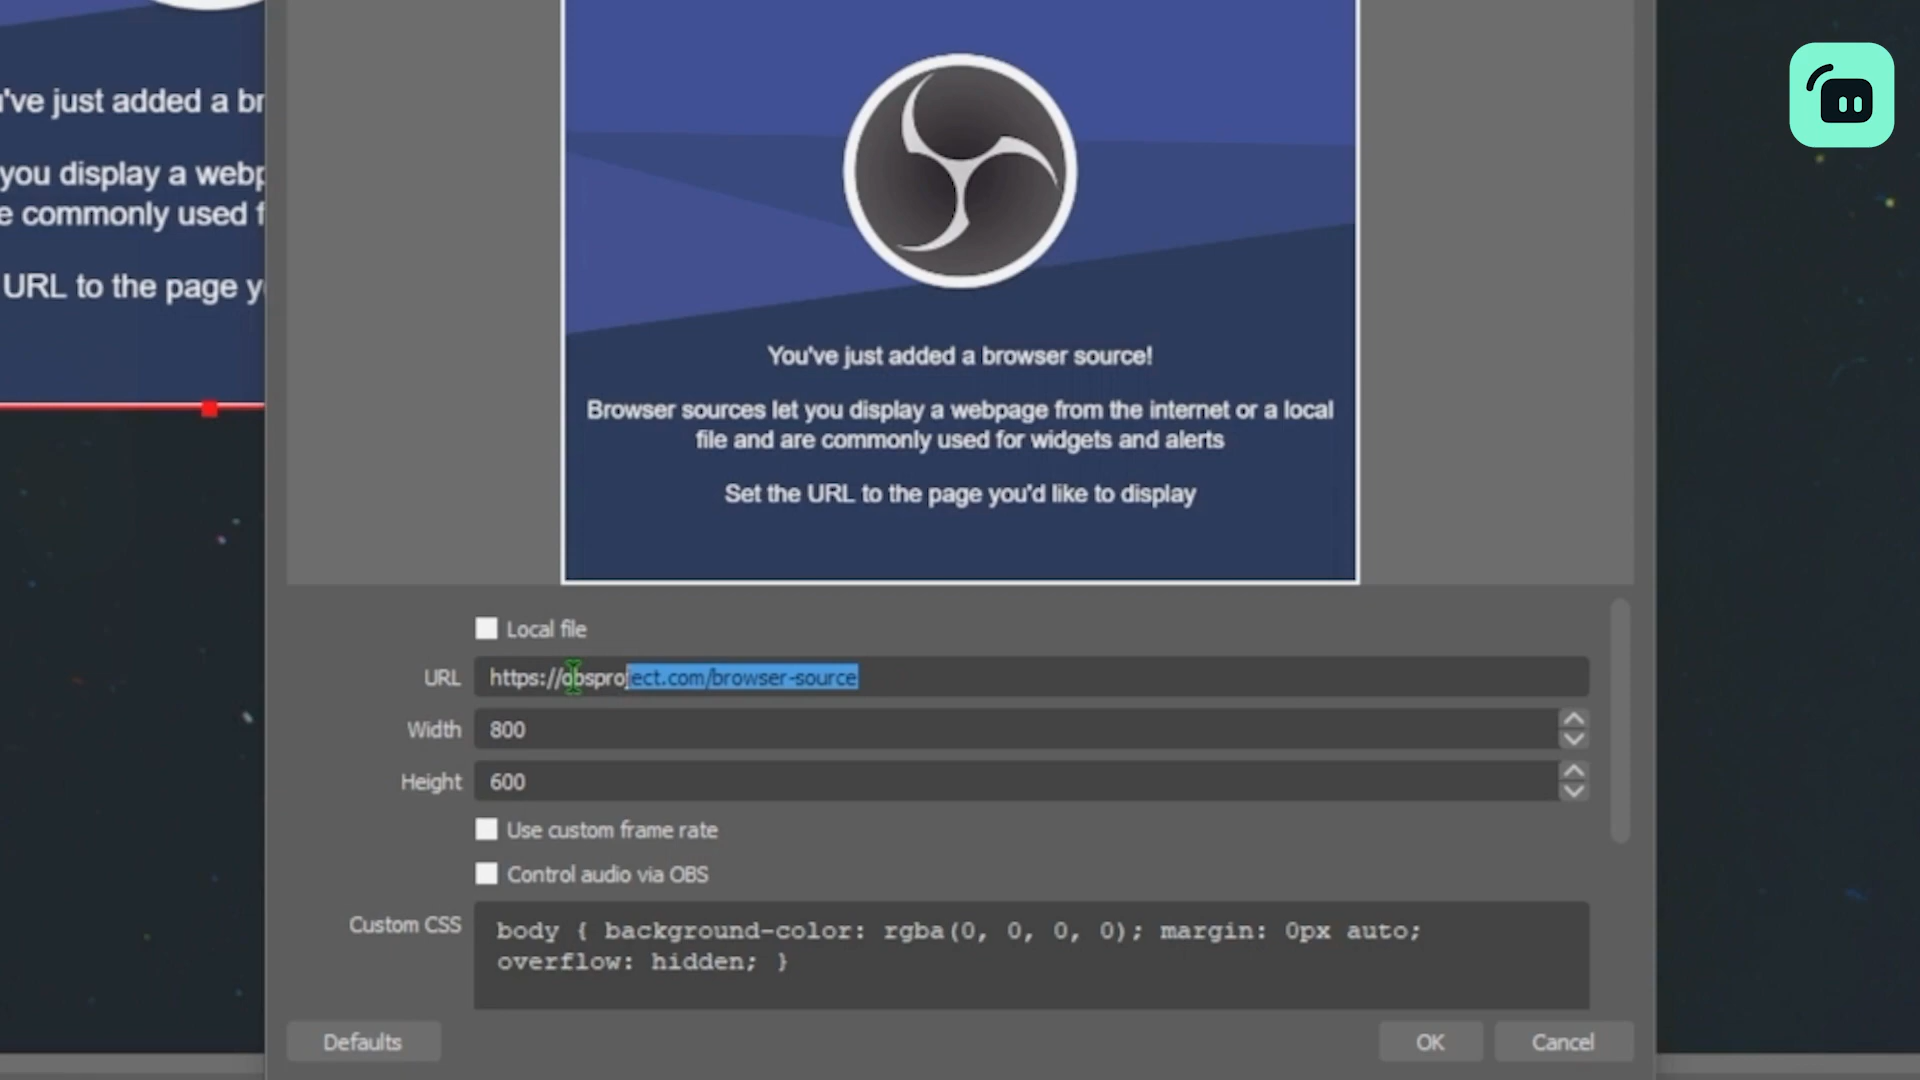 've just added a br
you display a webp
e commonly used f
URL to the page y
You've just added a browser source!
Browser sources let you display a webpage from the internet or a local
file and are commonly used for widgets and alerts
Set the URL to the page you'd like to display
Local file
URL https://obsproject.com/browser-source
Width 800
Height 600
Use custom frame rate
Control audio via OBS
Custom CSS body { background-color: rgba(0, 0, 0, 0); margin: 0px auto;
overflow: hidden; }
Defaults OK Cancel